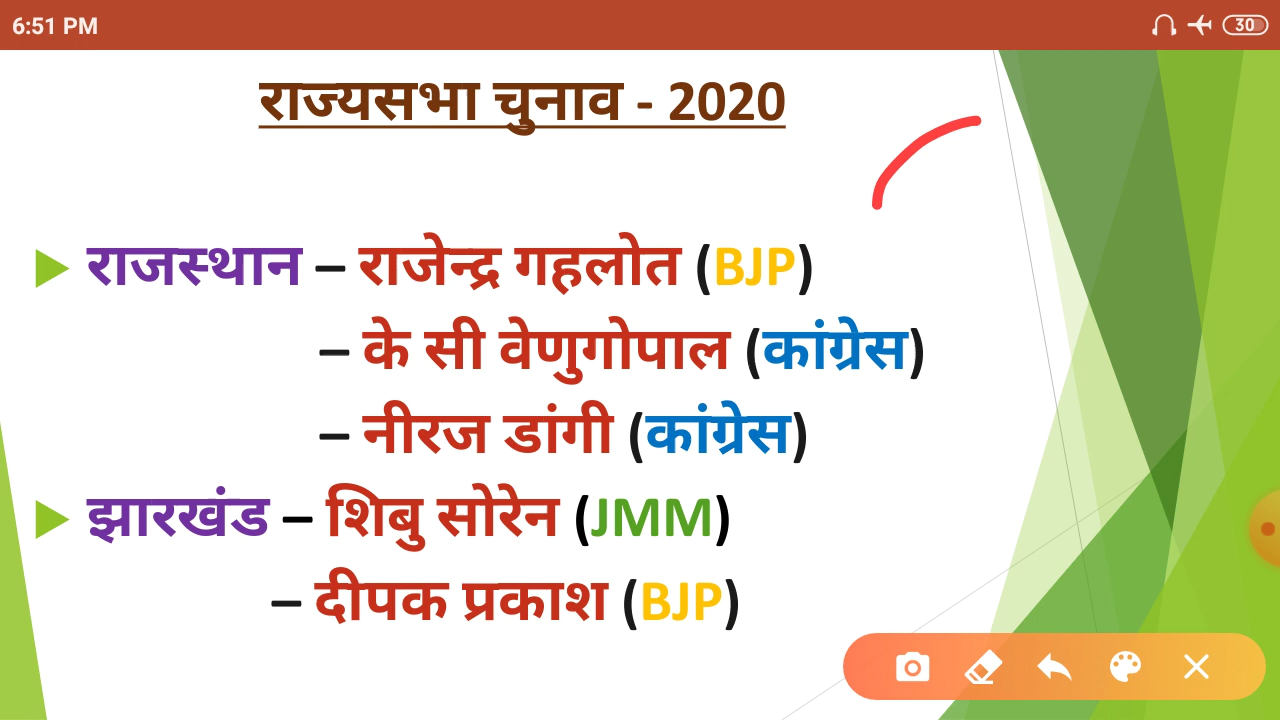 6:51 PM
30
राज्यसभा चुनाव - 2020
राजस्थान – राजेन्द्र गहलोत (BJP)
– के सी वेणुगोपाल (कांग्रेस)
– नीरज डांगी (कांग्रेस)
झारखंड – शिबु सोरेन (JMM)
– दीपक प्रकाश (BJP)